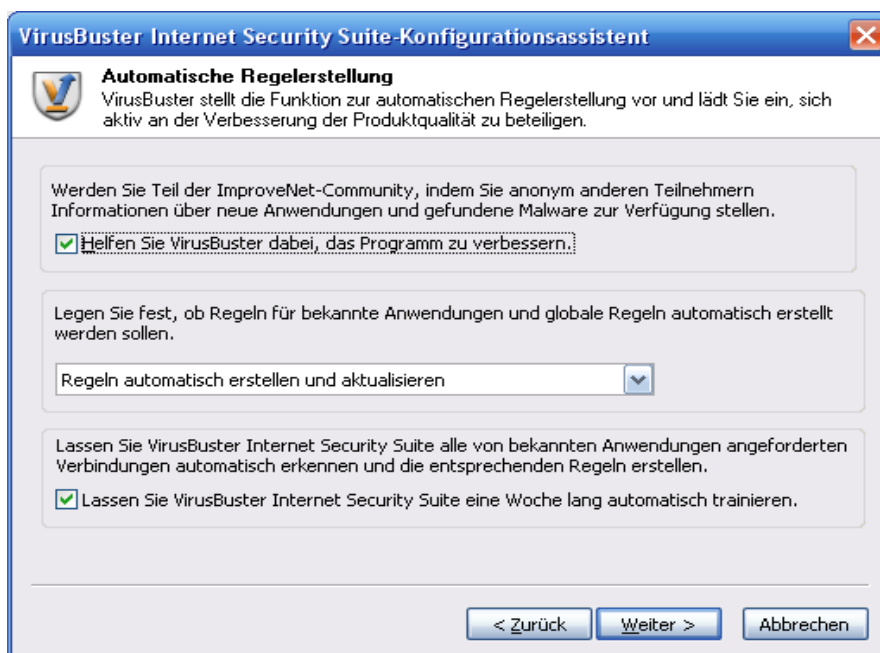 VirusBuster Internet Security Suite-Konfigurationsassistent
Automatische Regelerstellung
VirusBuster stellt die Funktion zur automatischen Regelerstellung vor und lädt Sie ein, sich
aktiv an der Verbesserung der Produktqualität zu beteiligen.
Werden Sie Teil der ImproveNet-Community, indem Sie anonym anderen Teilnehmern
Informationen über neue Anwendungen und gefundene Malware zur Verfügung stellen.
Helfen Sie VirusBuster dabei, das Programm zu verbessern.
Legen Sie fest, ob Regeln für bekannte Anwendungen und globale Regeln automatisch erstellt
werden sollen.
Regeln automatisch erstellen und aktualisieren
Lassen Sie VirusBuster Internet Security Suite alle von bekannten Anwendungen angeforderten
Verbindungen automatisch erkennen und die entsprechenden Regeln erstellen.
Lassen Sie VirusBuster Internet Security Suite eine Woche lang automatisch trainieren.
< Zurück Weiter > Abbrechen